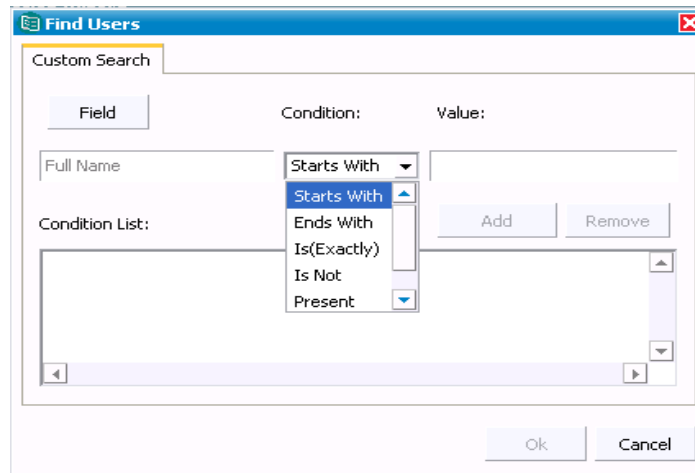 Find Users
Custom Search
Field Condition: Value:
Full Name Starts With
Starts With
Ends With
Is(Exactly)
Is Not
Present
Condition List: Add Remove
Ok Cancel